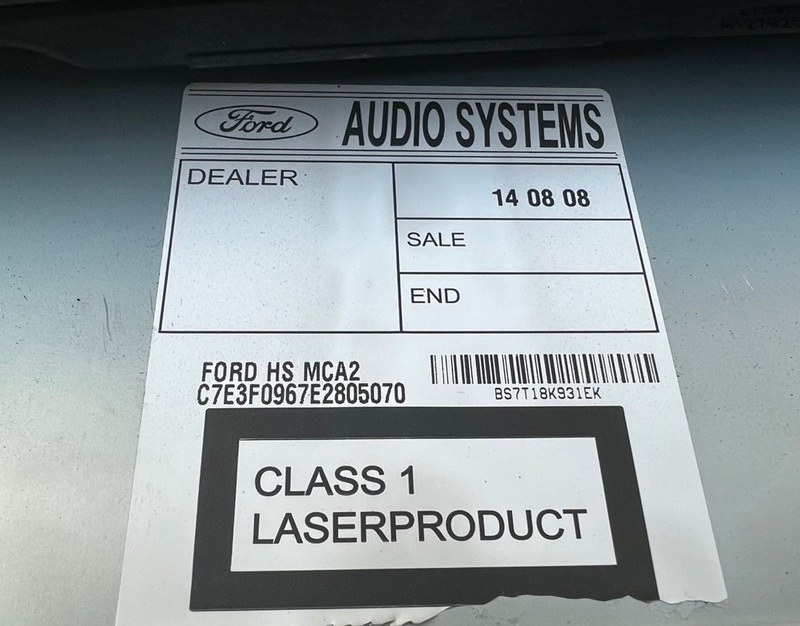 Ford AUDIO SYSTEMS
DEALER
14 08 08
SALE
END
FORD HS MCA2
C7E3F0967E2805070
BS7T18K931EK
CLASS 1
LASERPRODUCT